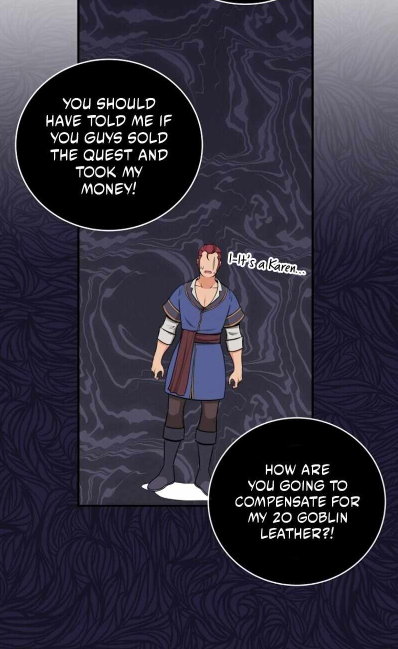 YOU SHOULD
HAVE TOLD ME IF
YOU GUYS SOLD
THE QUEST AND
TOOK MY
MONEY!
I-It's a Karen...
HOW ARE
YOU GOING TO
COMPENSATE FOR
MY 20 GOBLIN
LEATHER?!